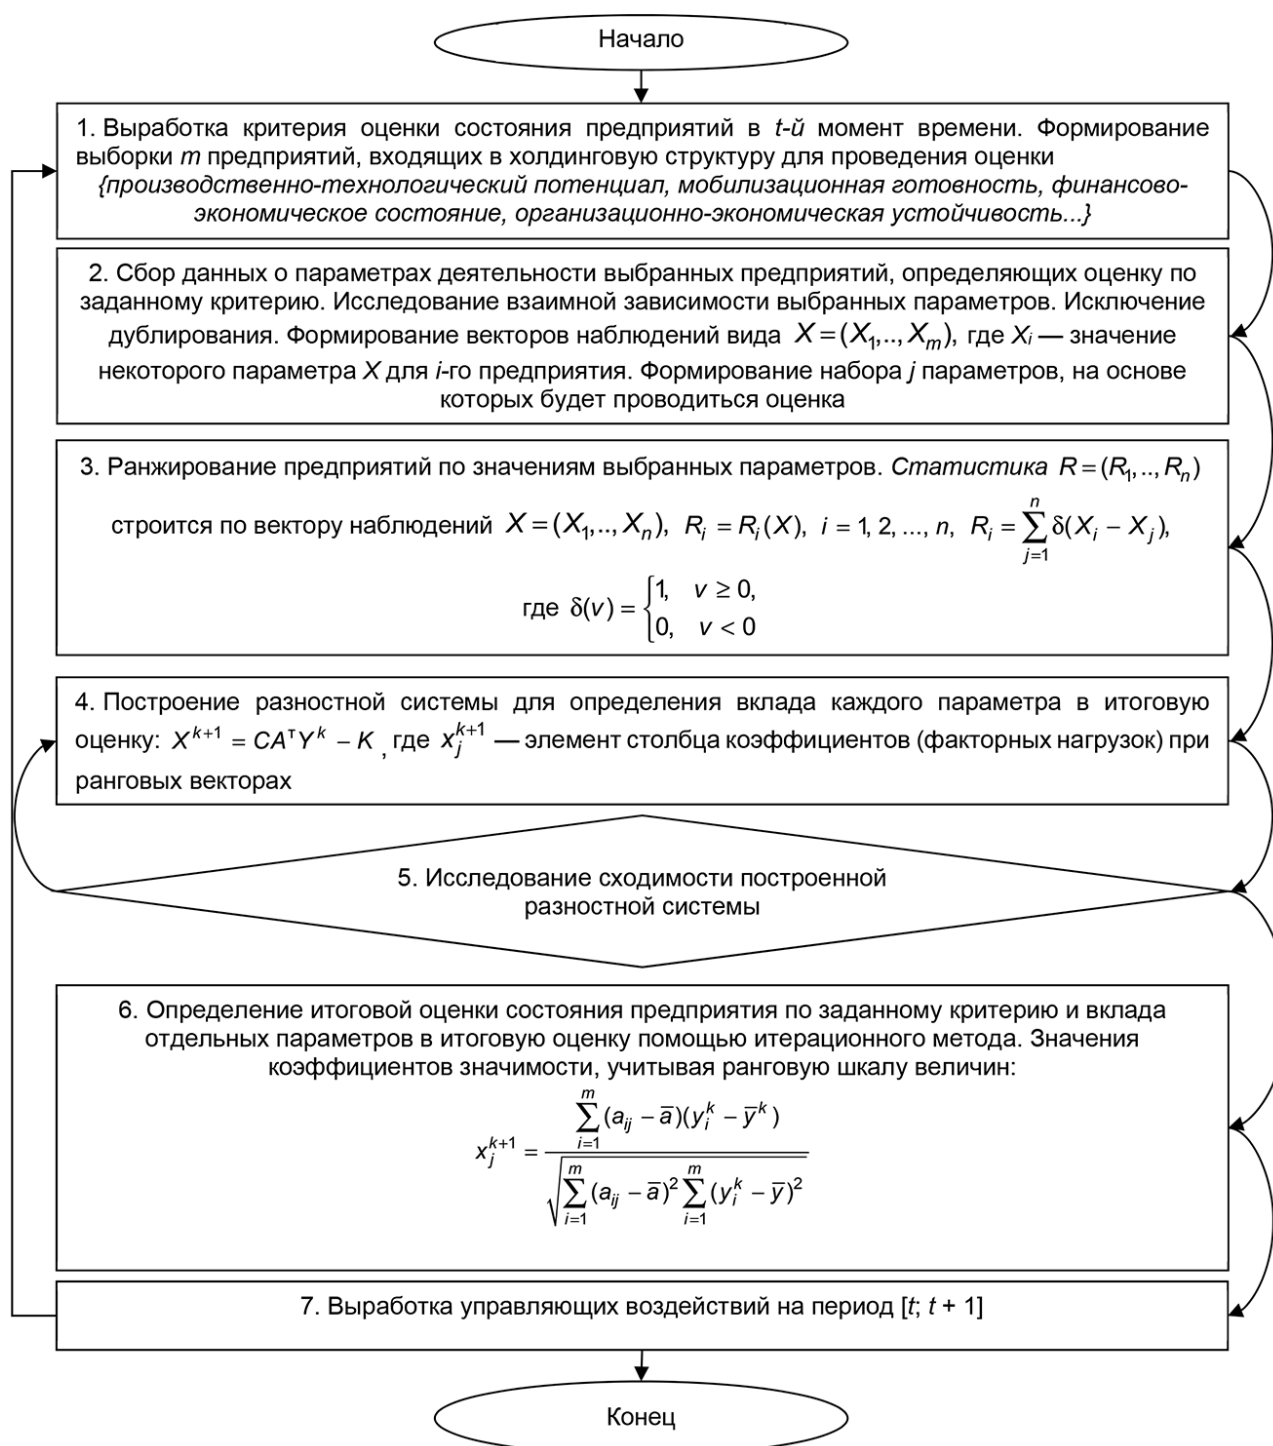 Начало
1. Выработка критерия оценки состояния предприятий в t-й момент времени. Формирование
выборки m предприятий, входящих в холдинговую структуру для проведения оценки
{производственно-технологический потенциал, мобилизационная готовность, финансово-
экономическое состояние, организационно-экономическая устойчивость...}
2. Сбор данных о параметрах деятельности выбранных предприятий, определяющих оценку по
заданному критерию. Исследование взаимной зависимости выбранных параметров. Исключение
дублирования. Формирование векторов наблюдений вида X = (X₁,.., Xₘ), где Xᵢ — значение
некоторого параметра X для i-го предприятия. Формирование набора j параметров, на основе
которых будет проводиться оценка
3. Ранжирование предприятий по значениям выбранных параметров. Статистика R = (R₁,.., Rₙ)
строится по вектору наблюдений X = (X₁,.., Xₙ), Rᵢ = Rᵢ(X), i = 1, 2, ..., n, Rᵢ = ∑_{j=1}^{n} δ(Xᵢ − Xⱼ),
где δ(v) = {1, v ≥ 0,
0, v < 0
4. Построение разностной системы для определения вклада каждого параметра в итоговую
оценку: X^{k+1} = CAᵀY^k − K , где x_j^{k+1} — элемент столбца коэффициентов (факторных нагрузок) при
ранговых векторах
5. Исследование сходимости построенной
разностной системы
6. Определение итоговой оценки состояния предприятия по заданному критерию и вклада
отдельных параметров в итоговую оценку помощью итерационного метода. Значения
коэффициентов значимости, учитывая ранговую шкалу величин:
x_j^{k+1} = ∑_{i=1}^{m} (a_{ij} − a̅)(y_i^k − y̅^k) / √(∑_{i=1}^{m} (a_{ij} − a̅)² ∑_{i=1}^{m} (y_i^k − y̅)²)
7. Выработка управляющих воздействий на период [t; t + 1]
Конец